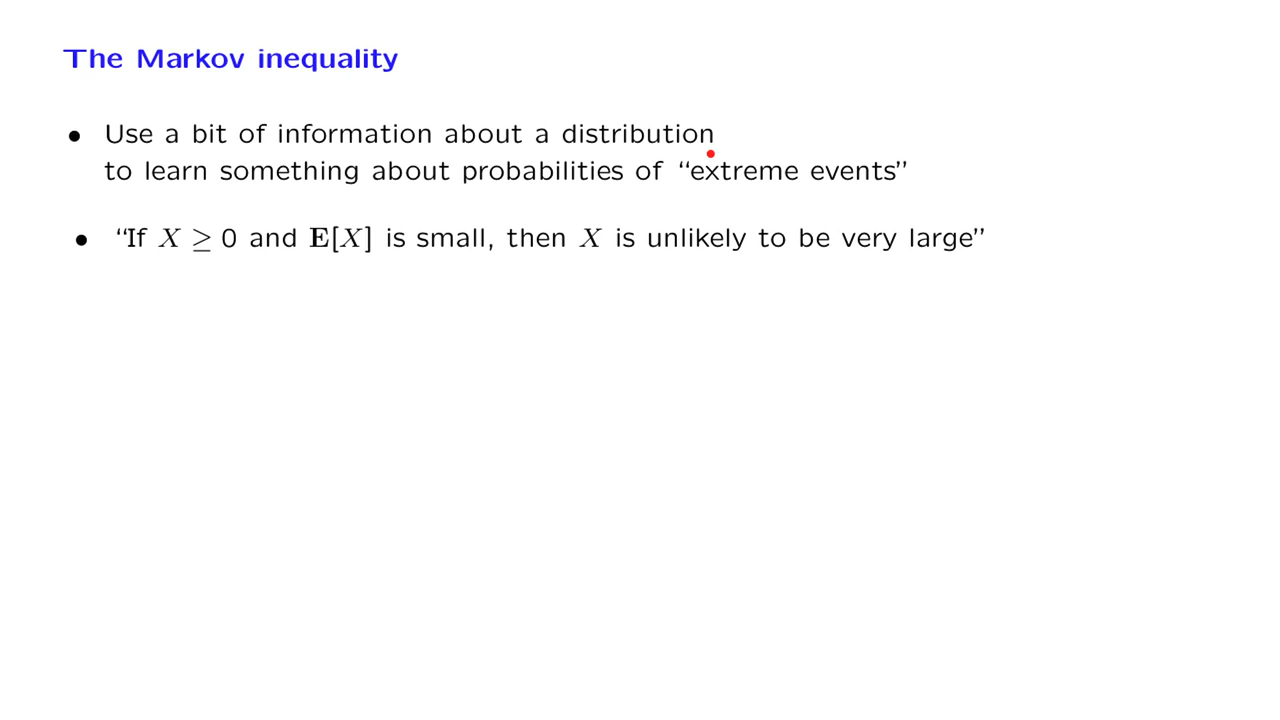 The Markov inequality
• Use a bit of information about a distribution
to learn something about probabilities of “extreme events”
• “If X ≥ 0 and E[X] is small, then X is unlikely to be very large”